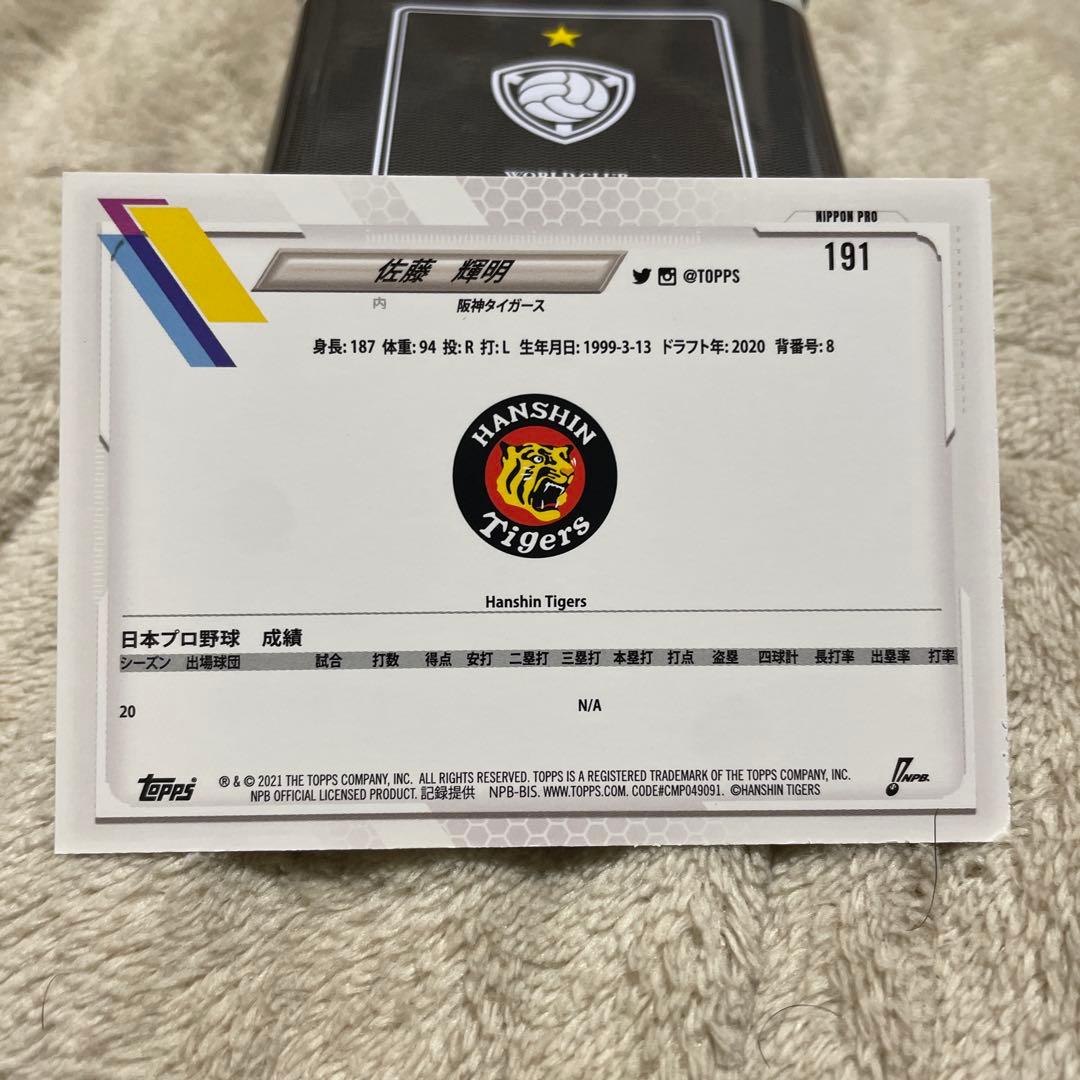 WORLD CLUB
NIPPON PRO
191
佐藤 輝明
@TOPPS
内 阪神タイガース
身長: 187 体重: 94 投: R 打: L 生年月日: 1999-3-13 ドラフト年: 2020 背番号: 8
HANSHIN
Tigers
Hanshin Tigers
日本プロ野球 成績
シーズン 出場球団 試合 打数 得点 安打 二塁打 三塁打 本塁打 打点 盗塁 四球計 長打率 出塁率 打率
20 N/A
Topps
® & © 2021 THE TOPPS COMPANY, INC. ALL RIGHTS RESERVED. TOPPS IS A REGISTERED TRADEMARK OF THE TOPPS COMPANY, INC.
NPB OFFICIAL LICENSED PRODUCT. 記録提供 NPB-BIS. WWW.TOPPS.COM. CODE#CMP049091. ©HANSHIN TIGERS
NPB.